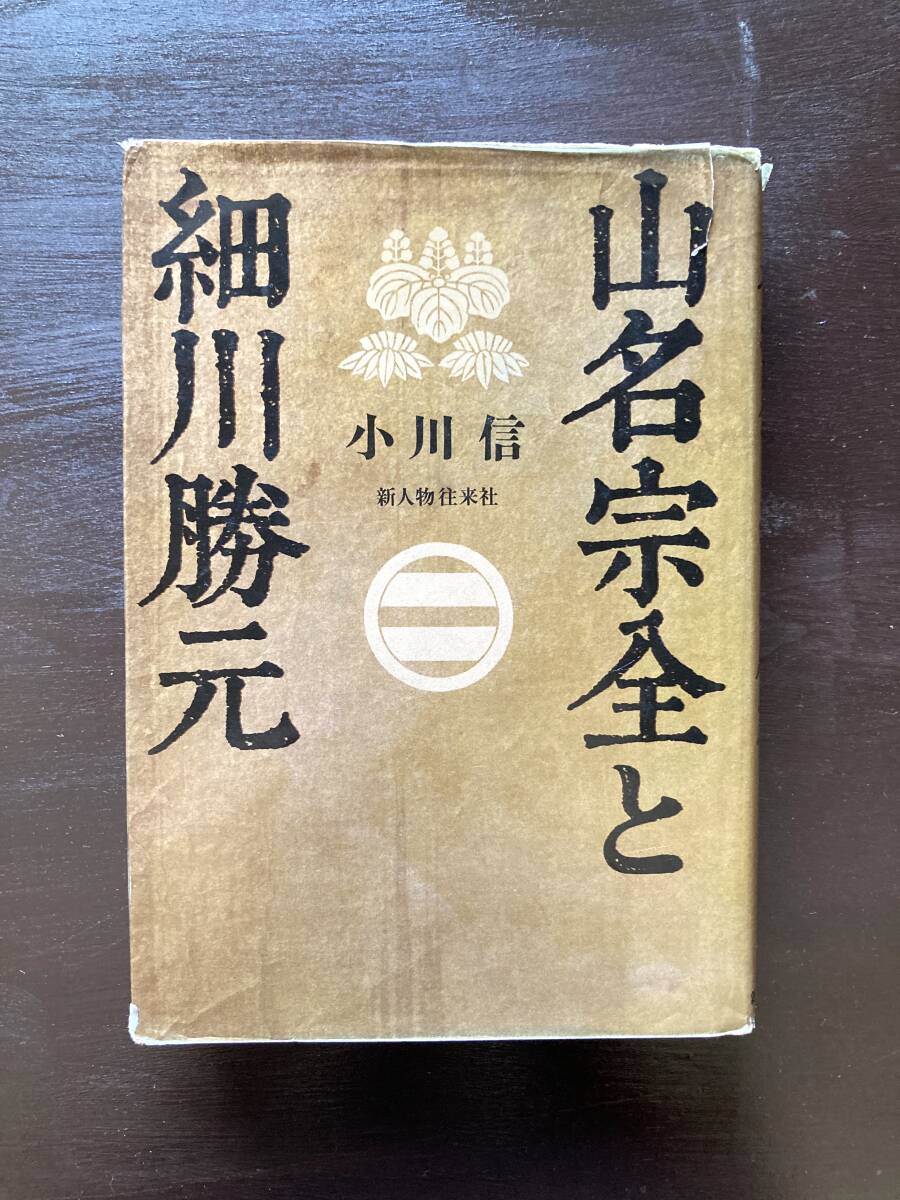 山名宗全と
細川勝元
小川信
新人物往来社